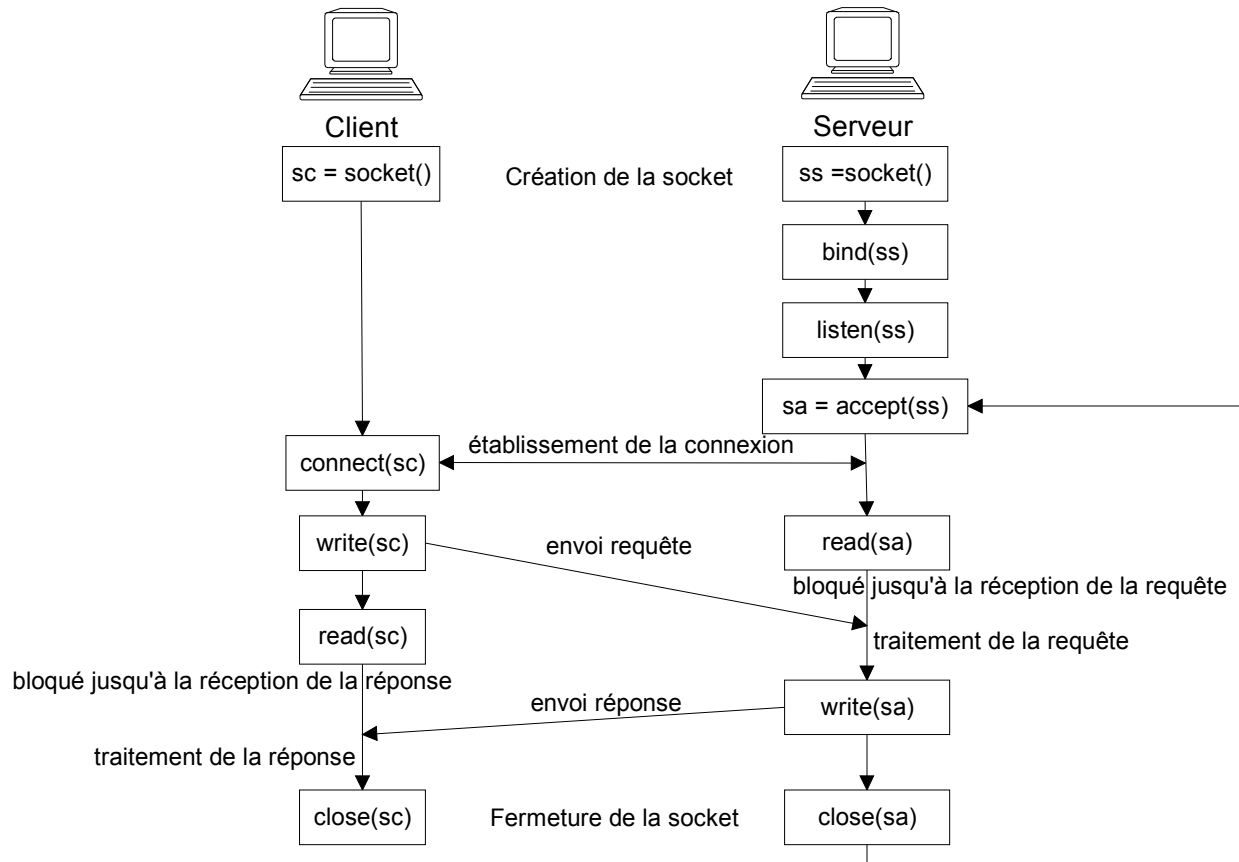 Client
Serveur
sc = socket()
Création de la socket
ss =socket()
bind(ss)
listen(ss)
sa = accept(ss)
établissement de la connexion
connect(sc)
write(sc)
envoi requête
read(sa)
bloqué jusqu'à la réception de la requête
read(sc)
traitement de la requête
bloqué jusqu'à la réception de la réponse
envoi réponse
write(sa)
traitement de la réponse
close(sc)
Fermeture de la socket
close(sa)